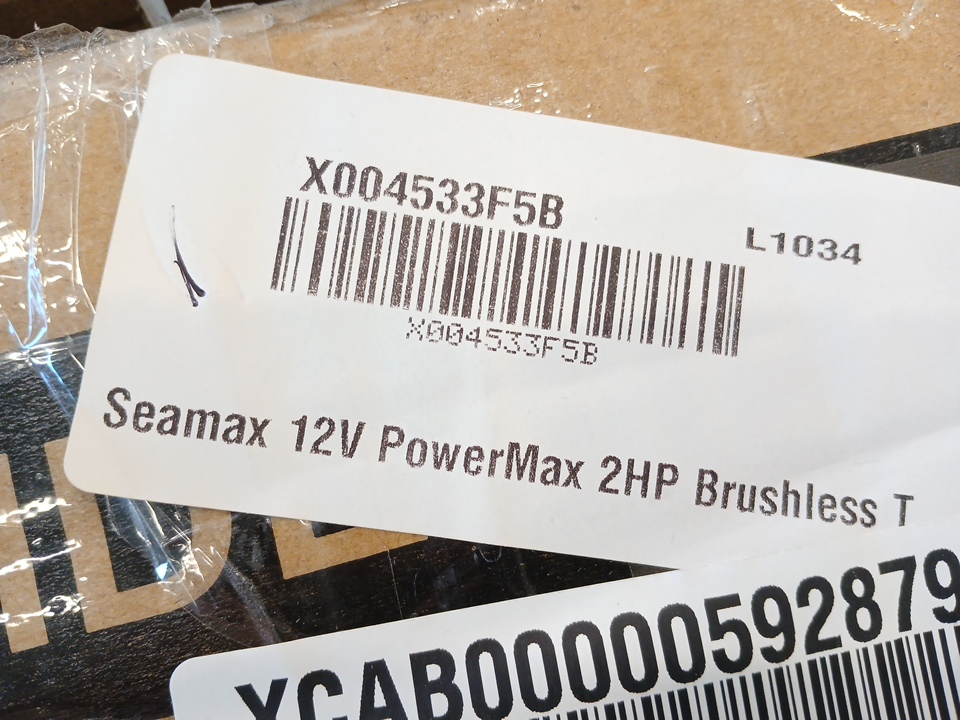 X004533F5B
L1034
X004533F5B
Seamax 12V PowerMax 2HP Brushless T
XCAB00000592879